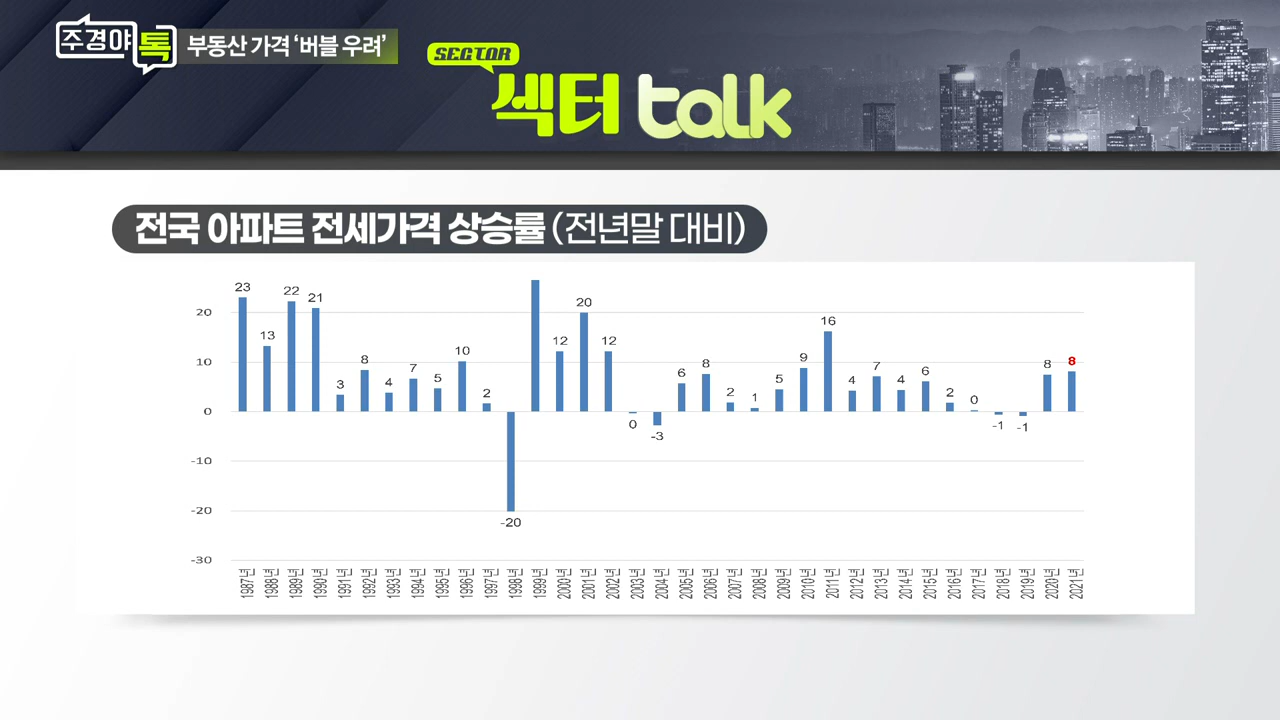 주경야톡
부동산 가격 ‘버블 우려’
SECTOR
섹터 talk
전국 아파트 전세가격 상승률 (전년말 대비)
20
10
0
-10
-20
-30
23
13
22
21
3
8
4
7
5
10
2
-20
12
20
12
0
-3
6
8
2
1
5
9
16
4
7
4
6
2
0
-1
-1
8
8
1987년
1988년
1989년
1990년
1991년
1992년
1993년
1994년
1995년
1996년
1997년
1998년
1999년
2000년
2001년
2002년
2003년
2004년
2005년
2006년
2007년
2008년
2009년
2010년
2011년
2012년
2013년
2014년
2015년
2016년
2017년
2018년
2019년
2020년
2021년